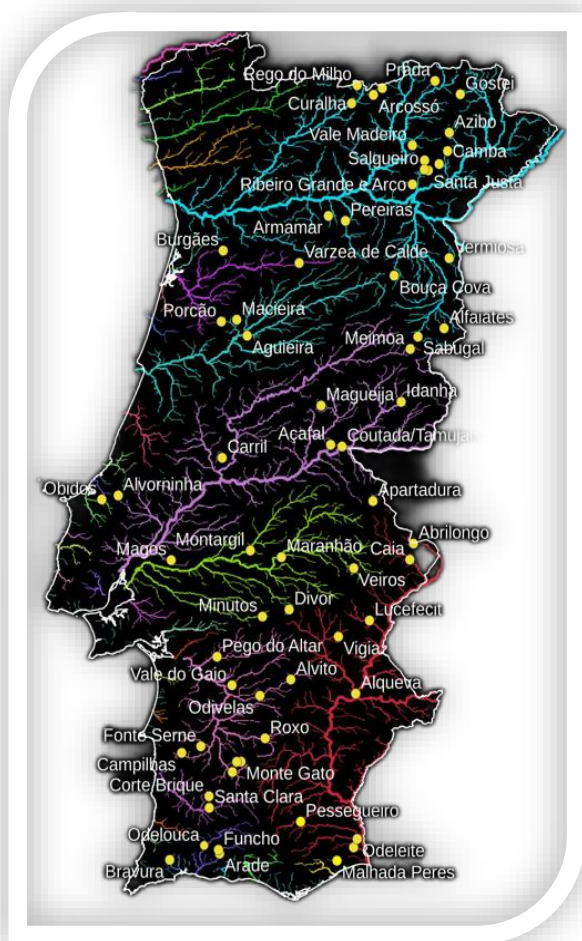 Rego do Milho
Prada
Gostei
Curalha
Arcossó
Azibo
Vale Madeiro
Camba
Salgueiro
Ribeiro Grande e Arco
Santa Justa
Pereiras
Armamar
Burgães
Varzea de Calde
Vermiosa
Bouça Cova
Porcão
Macieira
Alfaiates
Aguieira
Meimoa
Sabugal
Magueija
Idanha
Açafal
Coutada/Tamujais
Carril
Óbidos
Alvorninha
Apartadura
Abrilongo
Magos
Montargil
Maranhão
Caia
Veiros
Minutos
Divor
Lucefecit
Pego do Altar
Vigia
Vale do Gaio
Alvito
Alqueva
Odivelas
Roxo
Fonte Serne
Campilhas
Monte Gato
Corte Brique
Santa Clara
Pessegueiro
Odelouca
Funcho
Odeleite
Bravura
Arade
Malhada Peres